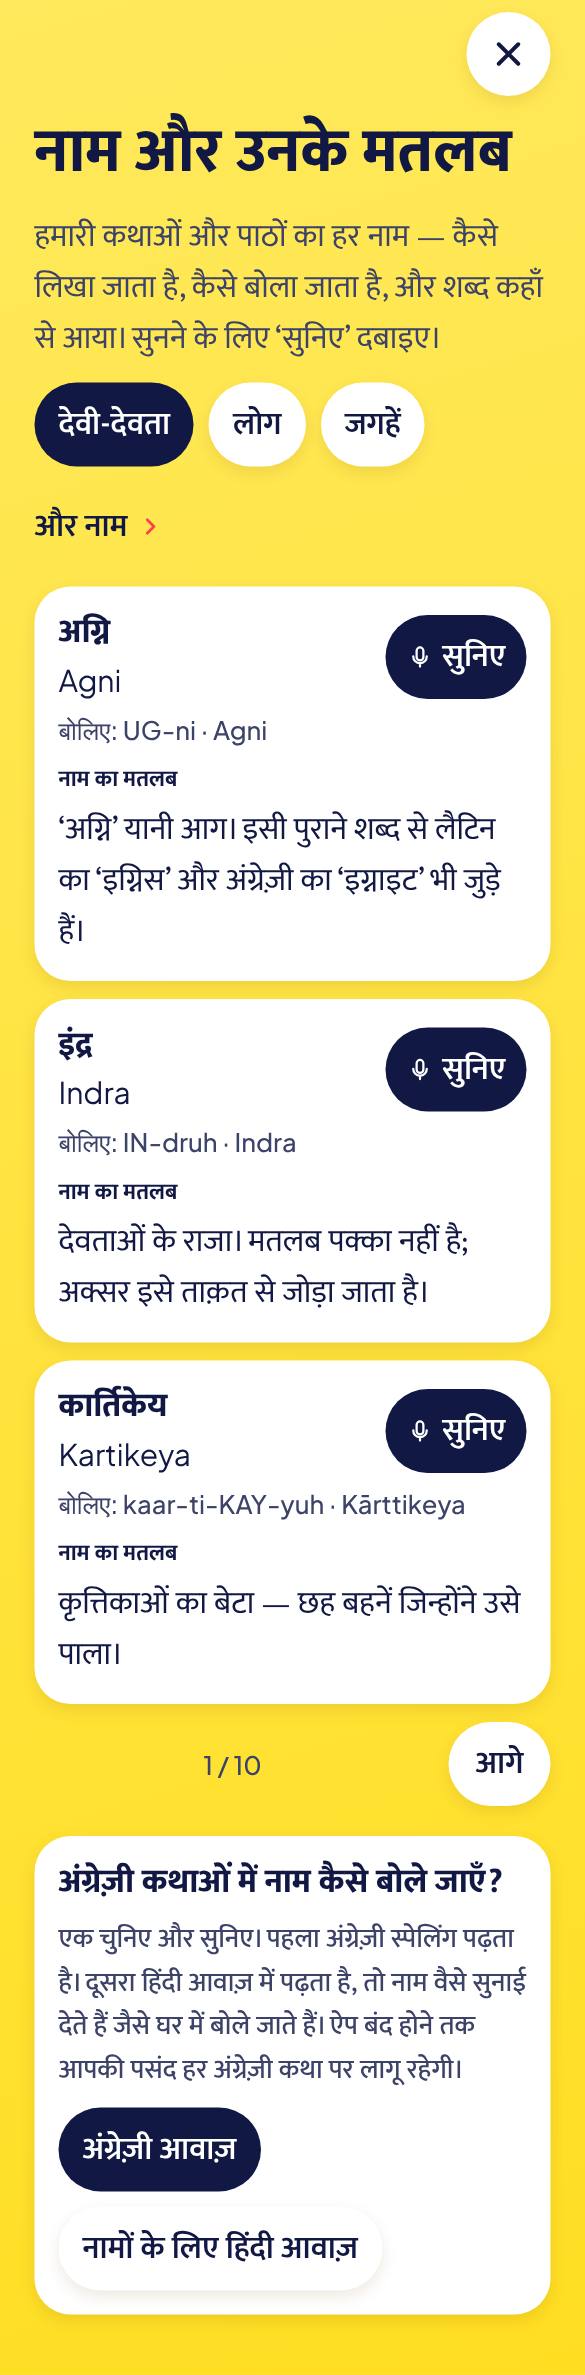 नाम और उनके मतलब
हमारी कथाओं और पाठों का हर नाम — कैसे
लिखा जाता है, कैसे बोला जाता है, और शब्द कहाँ
से आया। सुनने के लिए ‘सुनिए’ दबाइए।
देवी-देवता
लोग
जगहें
और नाम
अग्नि
सुनिए
Agni
बोलिए: UG-ni · Agni
नाम का मतलब
‘अग्नि’ यानी आग। इसी पुराने शब्द से लैटिन
का ‘इग्निस’ और अंग्रेज़ी का ‘इग्नाइट’ भी जुड़े
हैं।
इंद्र
सुनिए
Indra
बोलिए: IN-druh · Indra
नाम का मतलब
देवताओं के राजा। मतलब पक्का नहीं है;
अक्सर इसे ताक़त से जोड़ा जाता है।
कार्तिकेय
सुनिए
Kartikeya
बोलिए: kaar-ti-KAY-yuh · Kārttikeya
नाम का मतलब
कृत्तिकाओं का बेटा — छह बहनें जिन्होंने उसे
पाला।
1 / 10
आगे
अंग्रेज़ी कथाओं में नाम कैसे बोले जाएँ?
एक चुनिए और सुनिए। पहला अंग्रेज़ी स्पेलिंग पढ़ता
है। दूसरा हिंदी आवाज़ में पढ़ता है, तो नाम वैसे सुनाई
देते हैं जैसे घर में बोले जाते हैं। ऐप बंद होने तक
आपकी पसंद हर अंग्रेज़ी कथा पर लागू रहेगी।
अंग्रेज़ी आवाज़
नामों के लिए हिंदी आवाज़